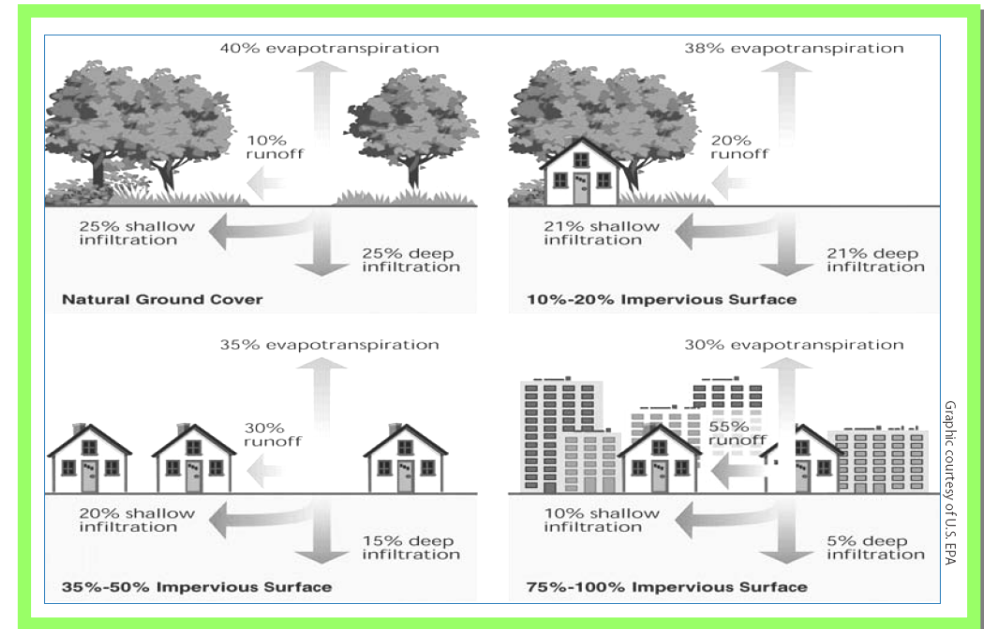 40% evapotranspiration
10%
runoff
25% shallow
infiltration
25% deep
infiltration
Natural Ground Cover
38% evapotranspiration
20%
runoff
21% shallow
infiltration
21% deep
infiltration
10%-20% Impervious Surface
35% evapotranspiration
30%
runoff
20% shallow
infiltration
15% deep
infiltration
35%-50% Impervious Surface
30% evapotranspiration
55%
runoff
10% shallow
infiltration
5% deep
infiltration
75%-100% Impervious Surface
Graphic courtesy of U.S. EPA